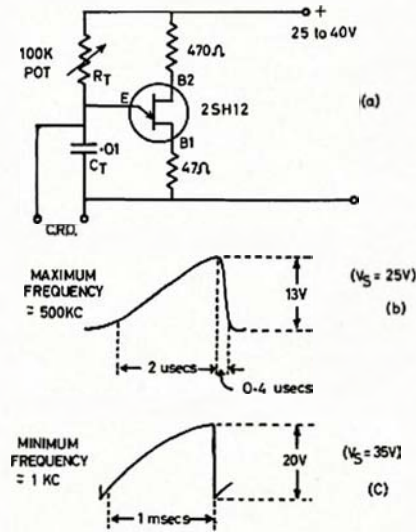 +
25 to 40V
100K
POT
R_T
470Ω
B2
E
2SH12
(a)
B1
.01
C_T
47Ω
C.R.O.
MAXIMUM
FREQUENCY
= 500KC
13V
(V_S = 25V)
(b)
2 usecs
0.4 usecs
MINIMUM
FREQUENCY
= 1 KC
20V
(V_S = 35V)
(C)
1 msecs